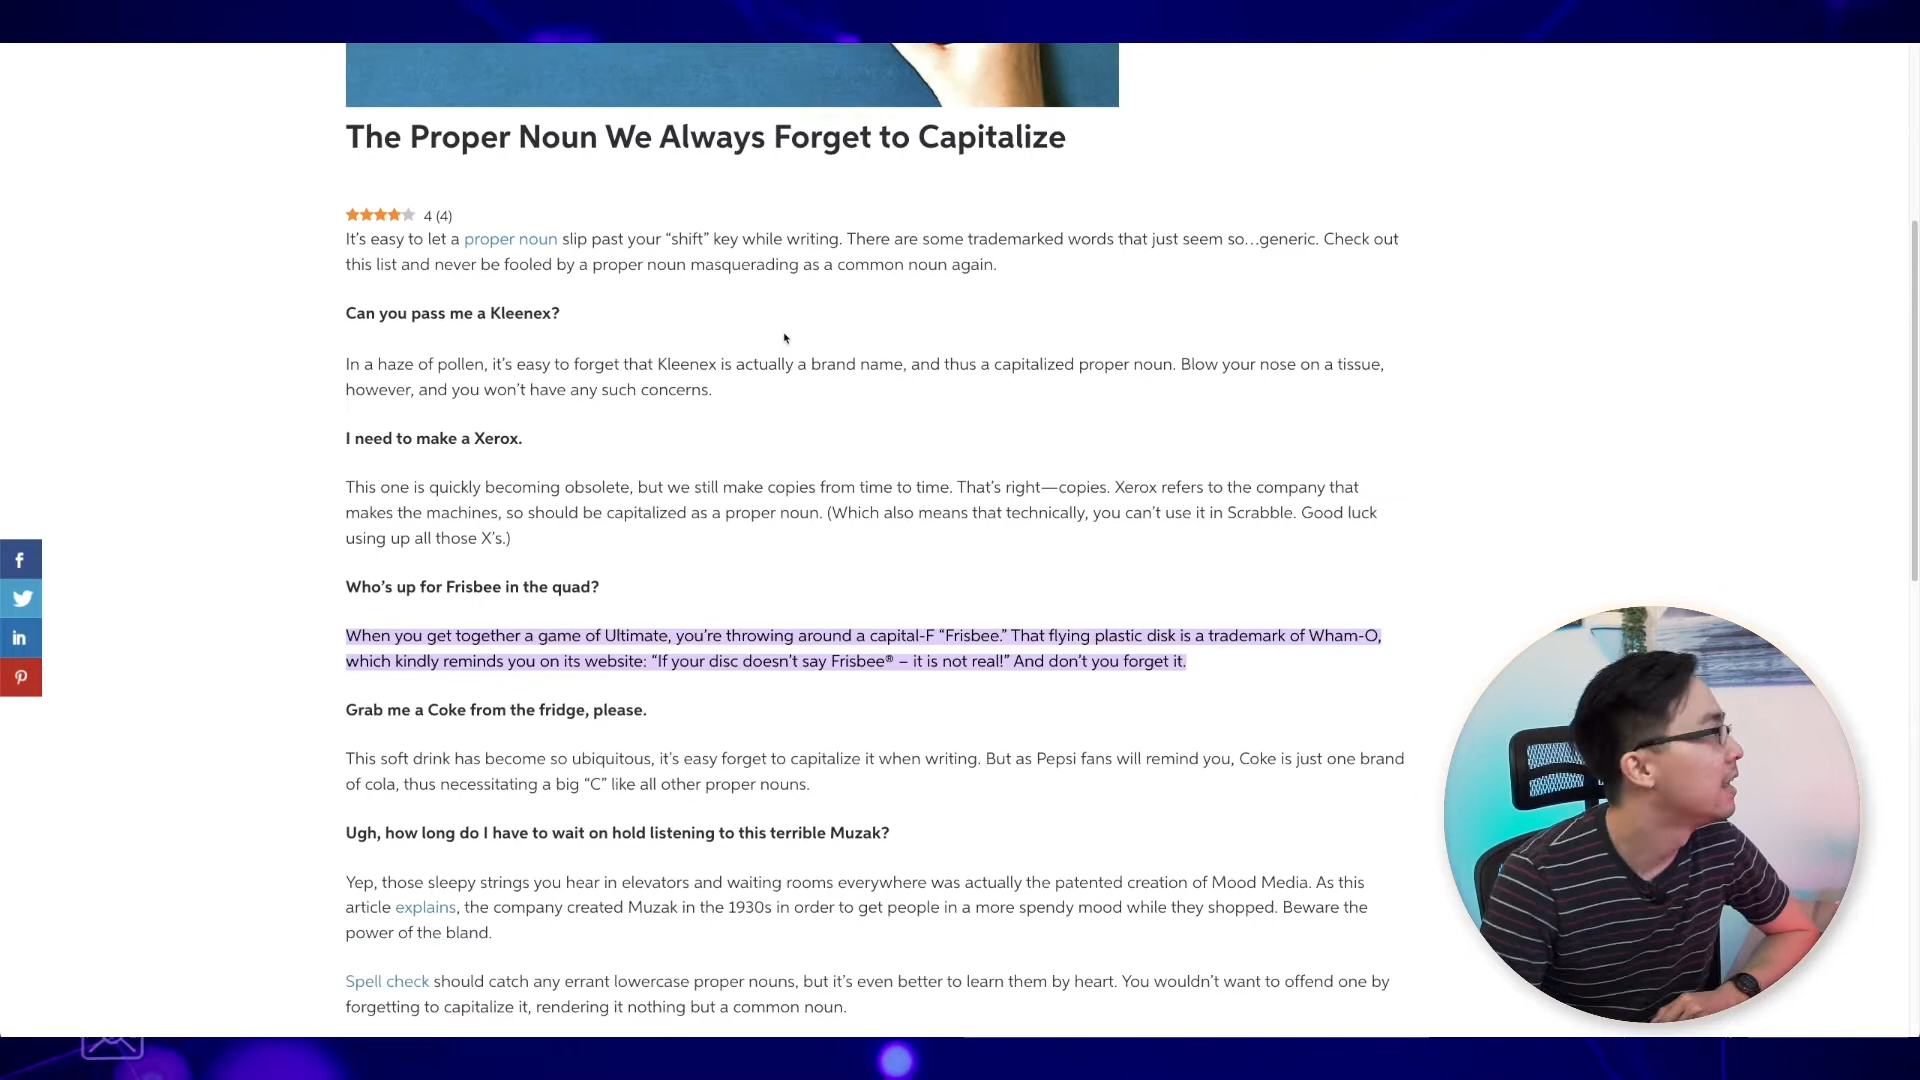 The Proper Noun We Always Forget to Capitalize
4 (4)
It’s easy to let a proper noun slip past your “shift” key while writing. There are some trademarked words that just seem so…generic. Check out
this list and never be fooled by a proper noun masquerading as a common noun again.
Can you pass me a Kleenex?
In a haze of pollen, it’s easy to forget that Kleenex is actually a brand name, and thus a capitalized proper noun. Blow your nose on a tissue,
however, and you won’t have any such concerns.
I need to make a Xerox.
This one is quickly becoming obsolete, but we still make copies from time to time. That’s right—copies. Xerox refers to the company that
makes the machines, so should be capitalized as a proper noun. (Which also means that technically, you can’t use it in Scrabble. Good luck
using up all those X’s.)
Who’s up for Frisbee in the quad?
When you get together a game of Ultimate, you’re throwing around a capital-F “Frisbee.” That flying plastic disk is a trademark of Wham-O,
which kindly reminds you on its website: “If your disc doesn’t say Frisbee® – it is not real!” And don’t you forget it.
Grab me a Coke from the fridge, please.
This soft drink has become so ubiquitous, it’s easy forget to capitalize it when writing. But as Pepsi fans will remind you, Coke is just one brand
of cola, thus necessitating a big “C” like all other proper nouns.
Ugh, how long do I have to wait on hold listening to this terrible Muzak?
Yep, those sleepy strings you hear in elevators and waiting rooms everywhere was actually the patented creation of Mood Media. As this
article explains, the company created Muzak in the 1930s in order to get people in a more spendy mood while they shopped. Beware the
power of the bland.
Spell check should catch any errant lowercase proper nouns, but it’s even better to learn them by heart. You wouldn’t want to offend one by
forgetting to capitalize it, rendering it nothing but a common noun.